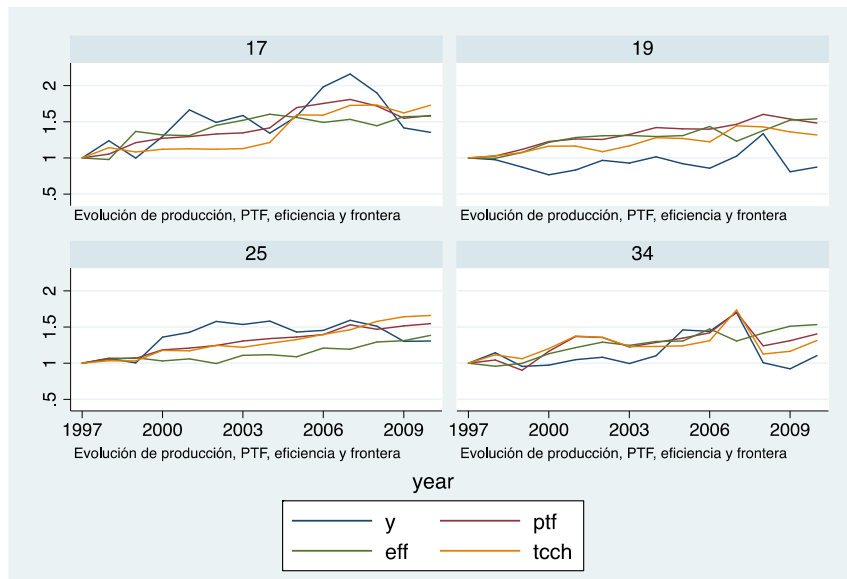 17
19
.5
1
1.5
2
Evolución de producción, PTF, eficiencia y frontera
Evolución de producción, PTF, eficiencia y frontera
25
34
.5
1
1.5
2
1997
2000
2003
2006
2009
1997
2000
2003
2006
2009
Evolución de producción, PTF, eficiencia y frontera
Evolución de producción, PTF, eficiencia y frontera
year
y
ptf
eff
tcch